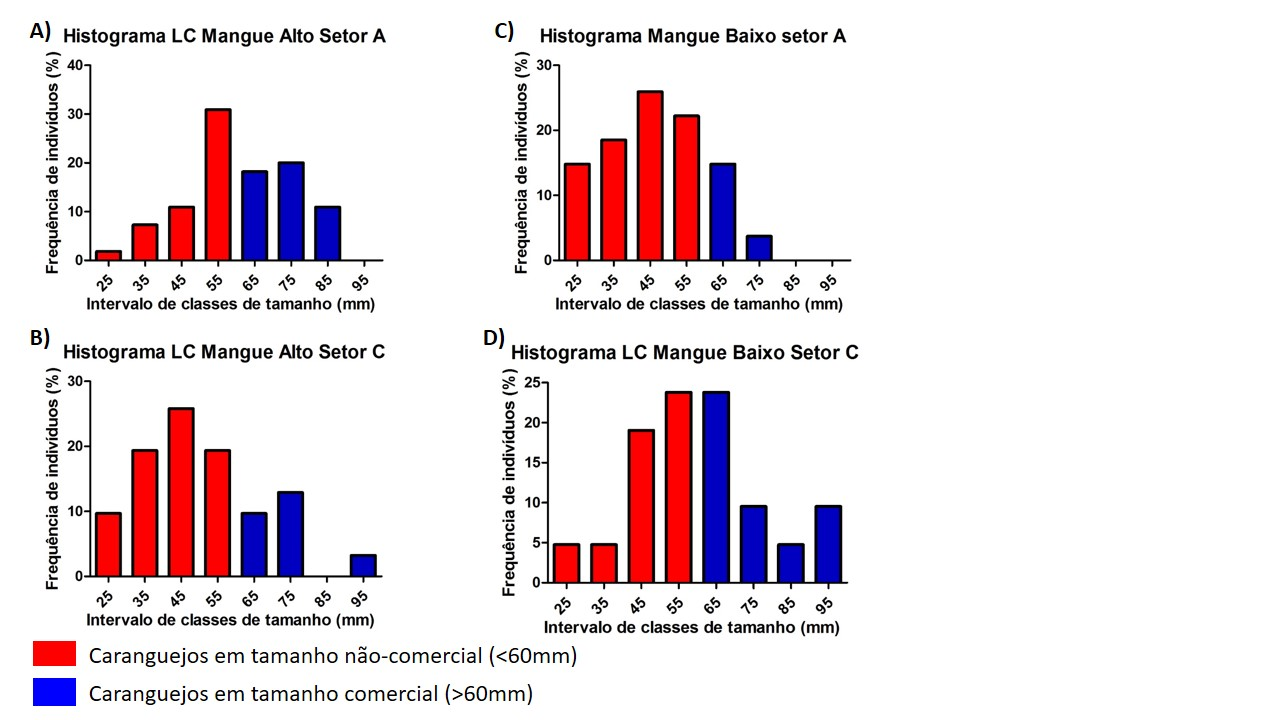 A) Histograma LC Mangue Alto Setor A
Frequência de indivíduos (%)
40
30
20
10
0
25 35 45 55 65 75 85 95
Intervalo de classes de tamanho (mm)
C) Histograma Mangue Baixo setor A
Frequência de indivíduos (%)
30
20
10
0
25 35 45 55 65 75 85 95
Intervalo de classes de tamanho (mm)
B) Histograma LC Mangue Alto Setor C
Frequência de indivíduos (%)
30
20
10
0
25 35 45 55 65 75 85 95
Intervalo de classes de tamanho (mm)
D) Histograma LC Mangue Baixo Setor C
Frequência de indivíduos (%)
25
20
15
10
5
0
25 35 45 55 65 75 85 95
Intervalo de classes de tamanho (mm)
Caranguejos em tamanho não-comercial (<60mm)
Caranguejos em tamanho comercial (>60mm)